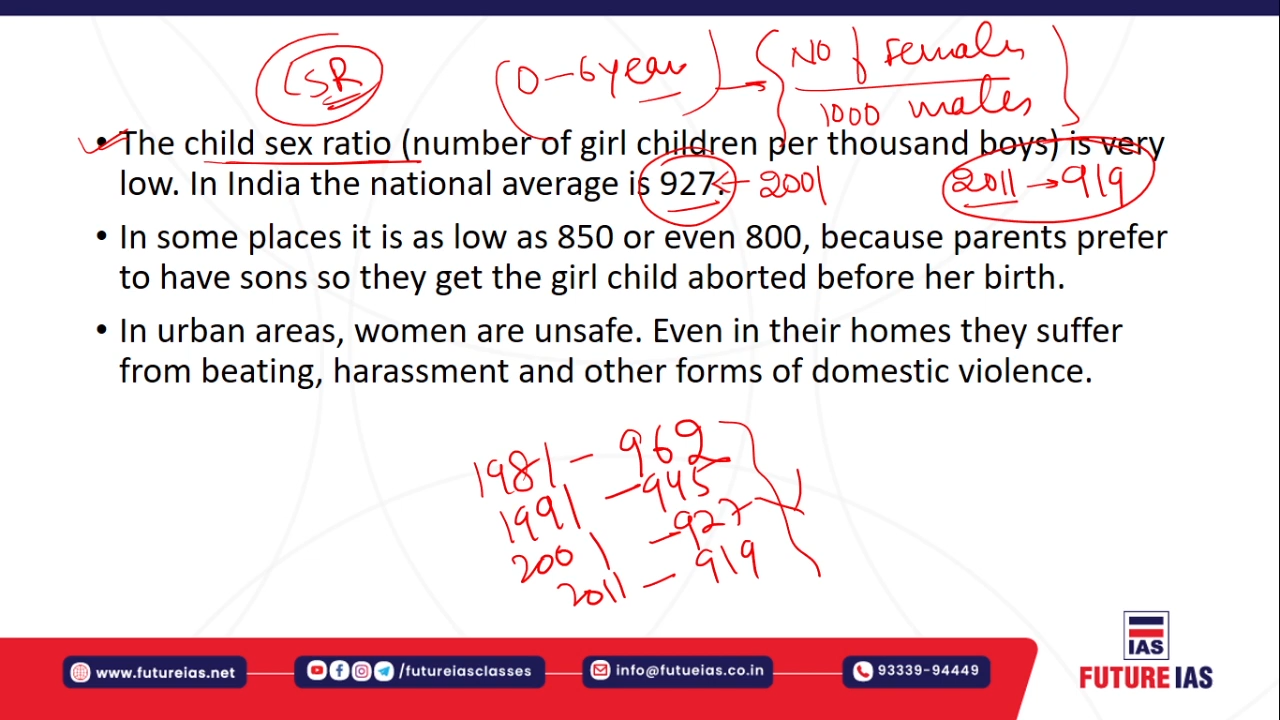 CSR (0-6 year) → { No of females
1000 males }
• The child sex ratio (number of girl children per thousand boys) is very
low. In India the national average is 927. ← 2001 2011 → 919
• In some places it is as low as 850 or even 800, because parents prefer
to have sons so they get the girl child aborted before her birth.
• In urban areas, women are unsafe. Even in their homes they suffer
from beating, harassment and other forms of domestic violence.
1981 – 962
1991 – 945
2001 – 927
2011 – 919
IAS
FUTURE IAS
www.futureias.net
/futureiasclasses
info@futueias.co.in
93339-94449